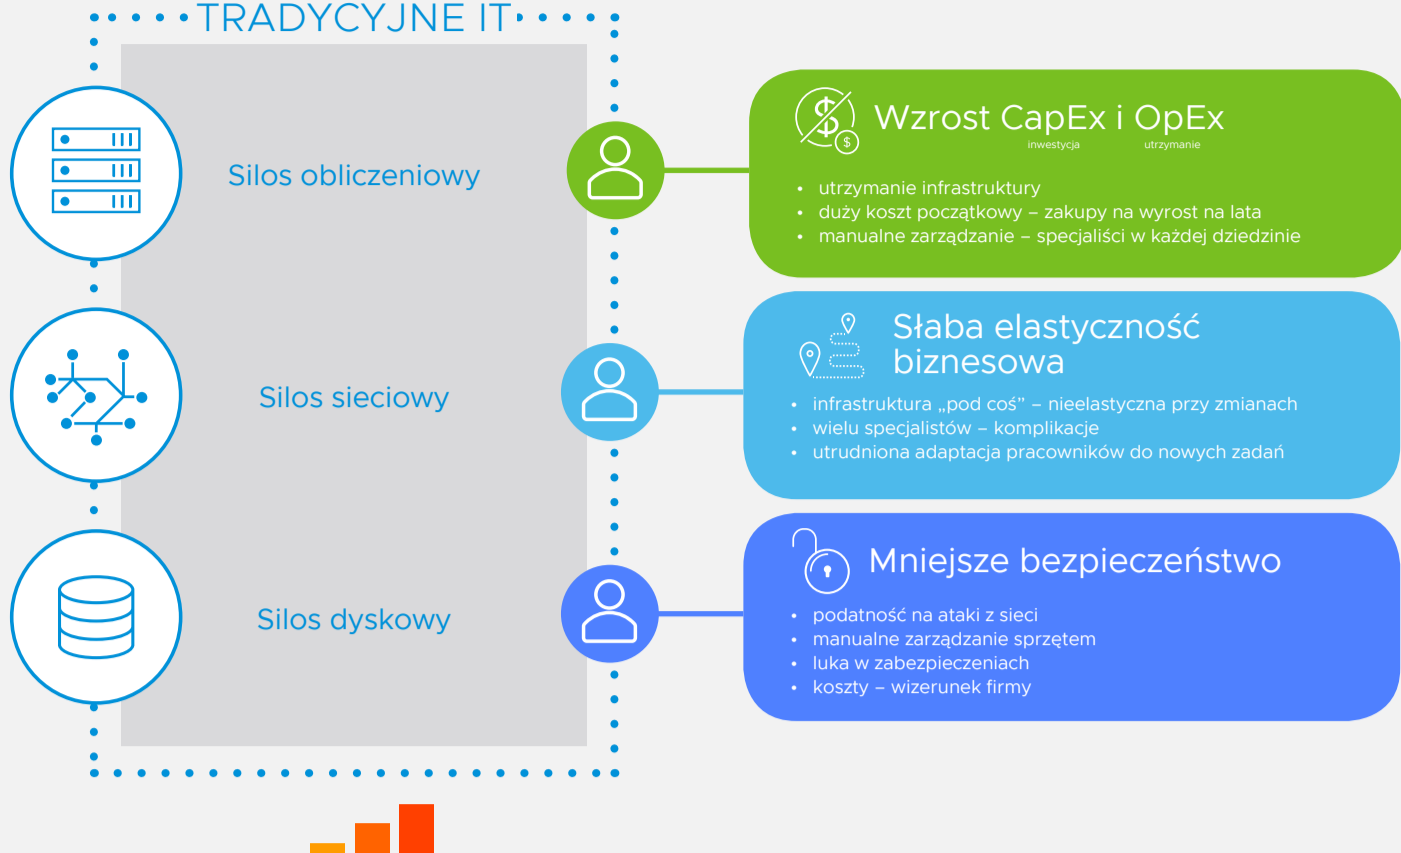 TRADYCYJNE IT
Silos obliczeniowy
Silos sieciowy
Silos dyskowy
Wzrost CapEx i OpEx
inwestycja utrzymanie
• utrzymanie infrastruktury
• duży koszt początkowy – zakupy na wyrost na lata
• manualne zarządzanie – specjaliści w każdej dziedzinie
Słaba elastyczność
biznesowa
• infrastruktura „pod coś” – nieelastyczna przy zmianach
• wielu specjalistów – komplikacje
• utrudniona adaptacja pracowników do nowych zadań
Mniejsze bezpieczeństwo
• podatność na ataki z sieci
• manualne zarządzanie sprzętem
• luka w zabezpieczeniach
• koszty – wizerunek firmy